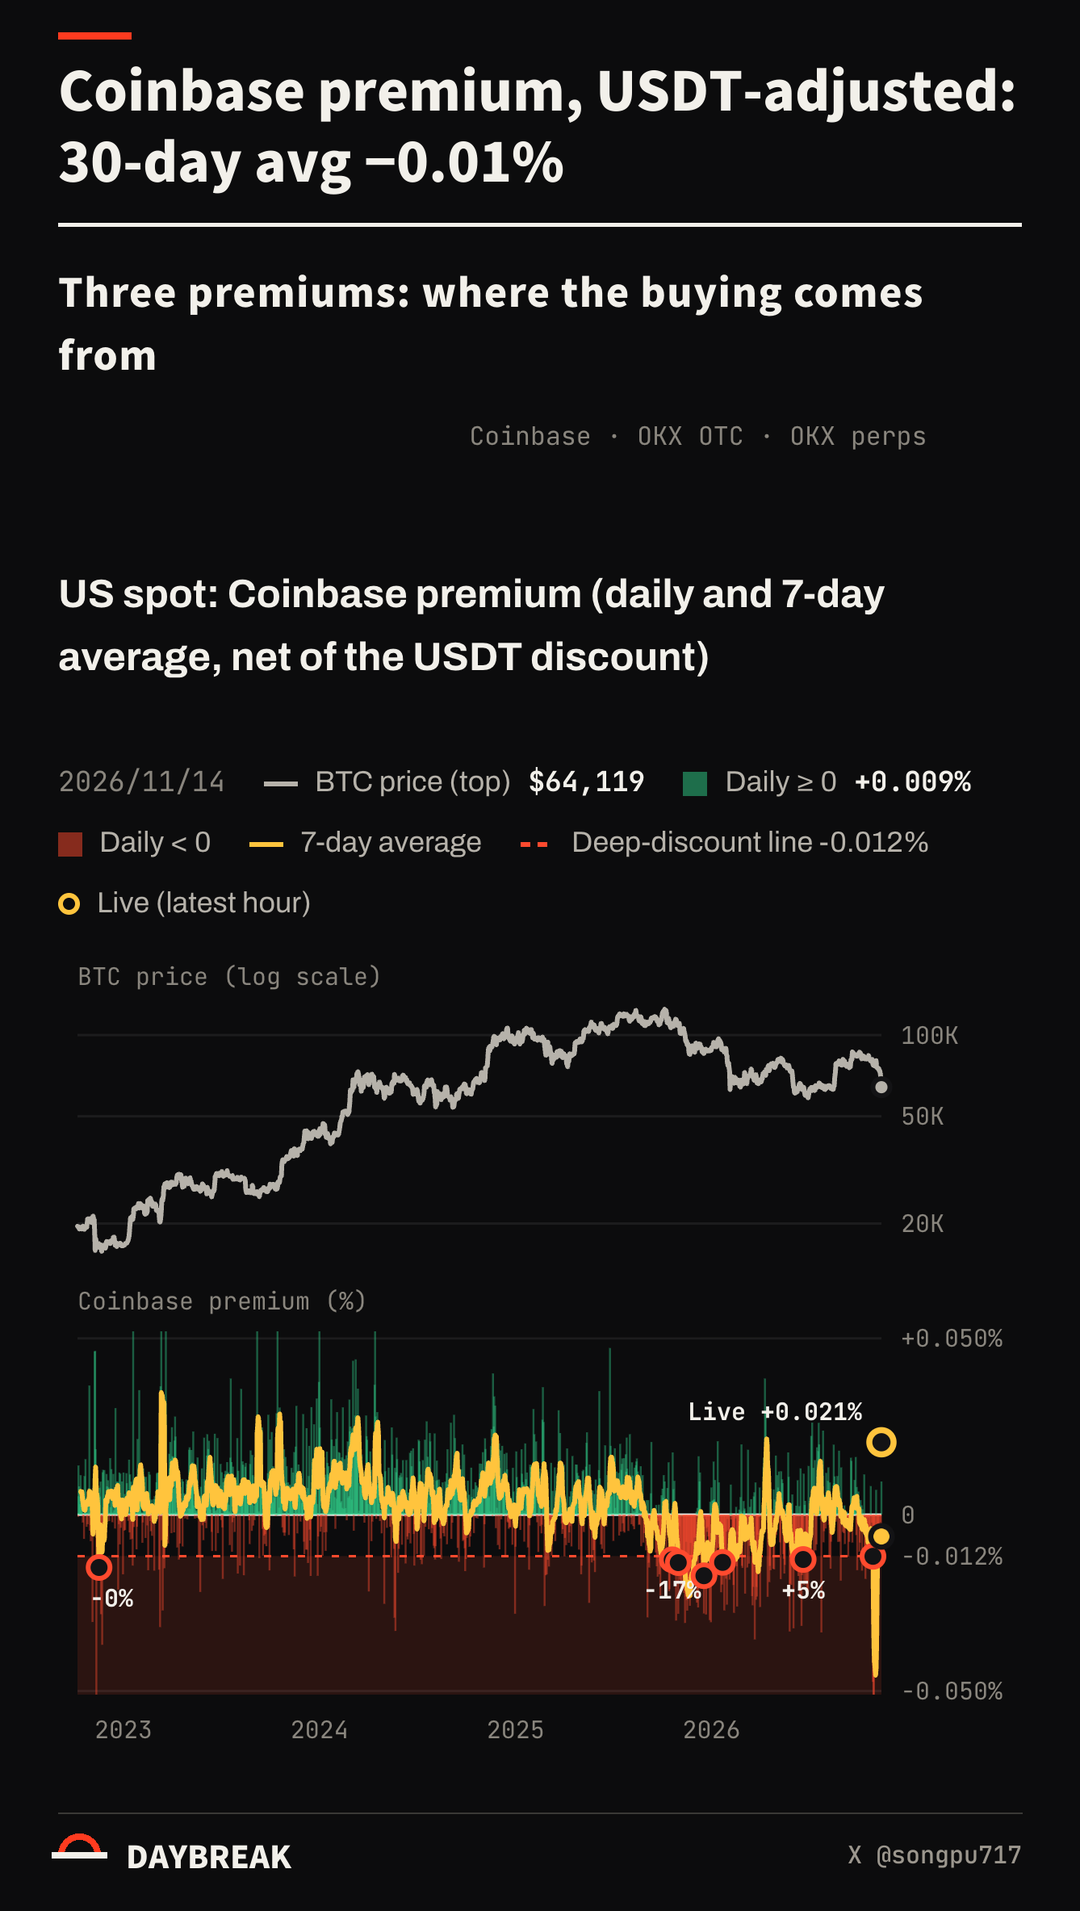 Coinbase premium, USDT-adjusted:
30-day avg −0.01%
Three premiums: where the buying comes
from
Coinbase · OKX OTC · OKX perps
US spot: Coinbase premium (daily and 7-day
average, net of the USDT discount)
2026/11/14 BTC price (top) $64,119 Daily ≥ 0 +0.009%
Daily < 0 7-day average Deep-discount line -0.012%
Live (latest hour)
BTC price (log scale)
100K
50K
20K
Coinbase premium (%)
+0.050%
Live +0.021%
0
-0.012%
-0% -17% +5%
-0.050%
2023 2024 2025 2026
DAYBREAK X @songpu717